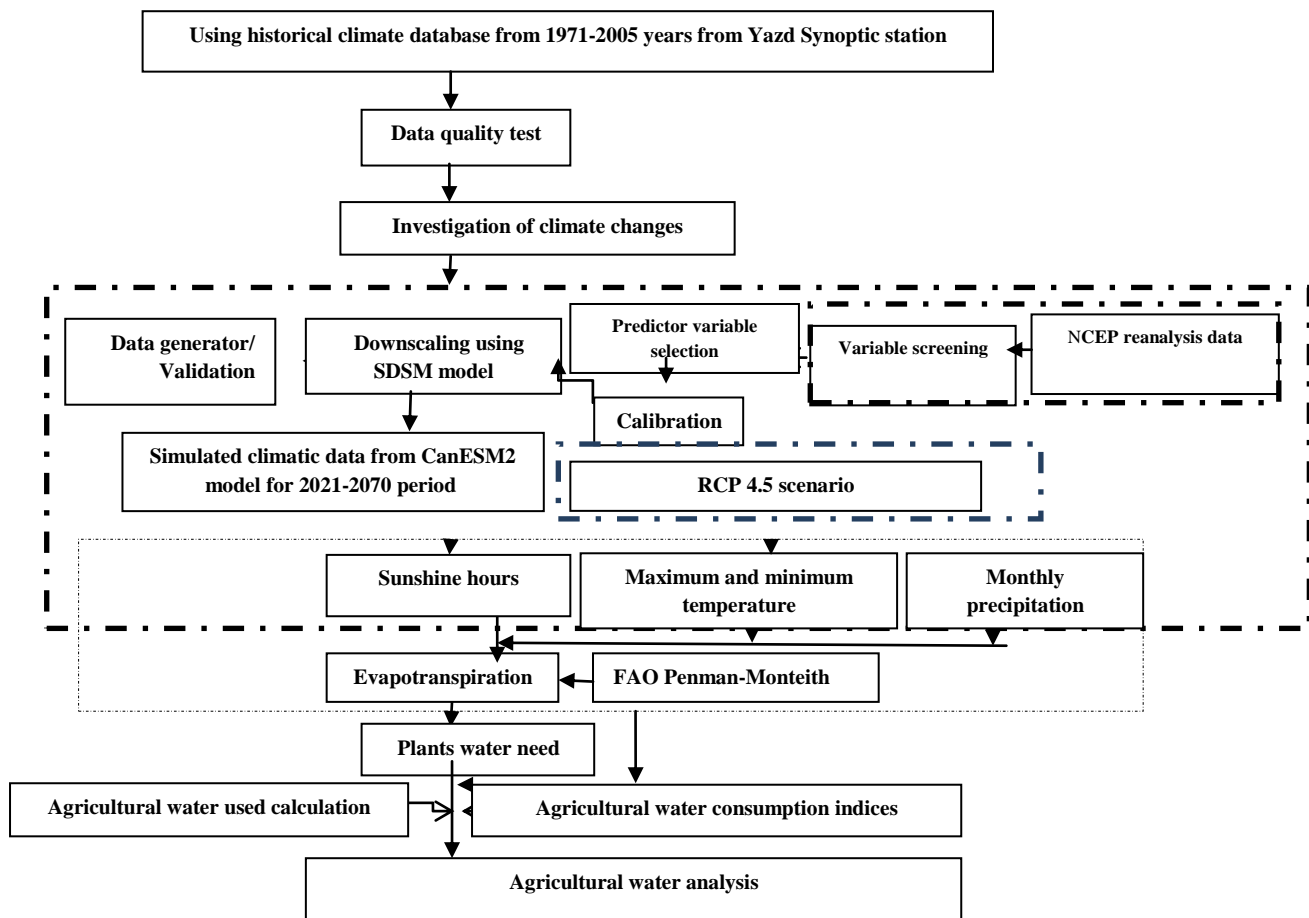 Using historical climate database from 1971-2005 years from Yazd Synoptic station
Data quality test
Investigation of climate changes
Data generator/
Validation
Downscaling using
SDSM model
Predictor variable
selection
Variable screening
NCEP reanalysis data
Calibration
Simulated climatic data from CanESM2
model for 2021-2070 period
RCP 4.5 scenario
Sunshine hours
Maximum and minimum
temperature
Monthly
precipitation
Evapotranspiration
FAO Penman-Monteith
Plants water need
Agricultural water used calculation
Agricultural water consumption indices
Agricultural water analysis